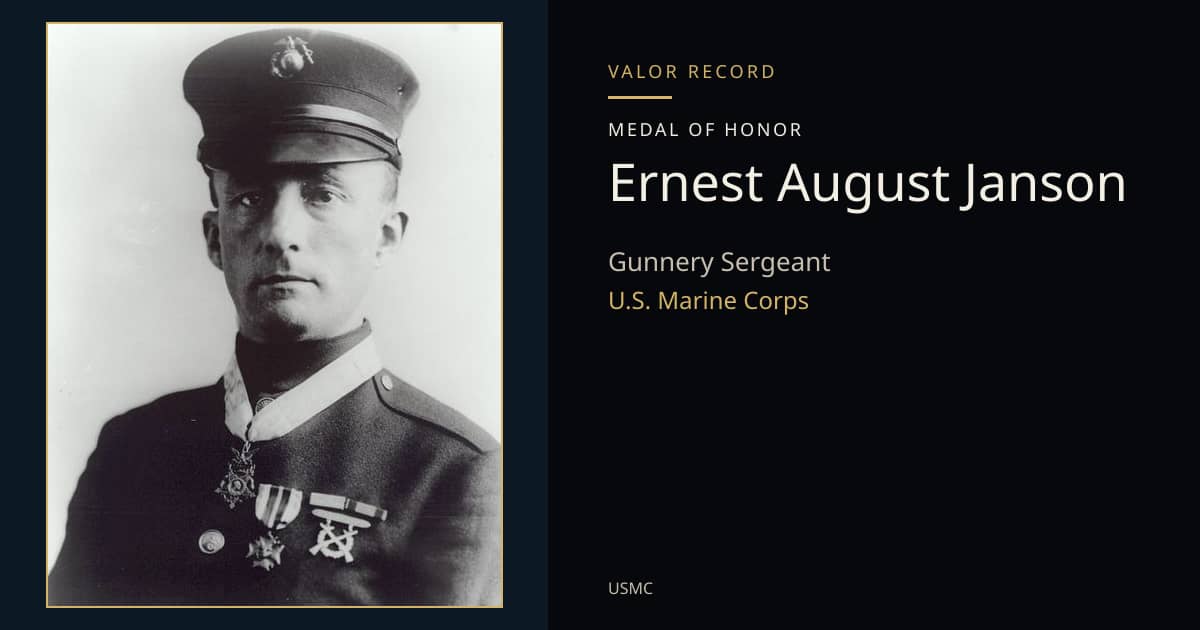 VALOR RECORD
MEDAL OF HONOR
Ernest August Janson
Gunnery Sergeant
U.S. Marine Corps
USMC